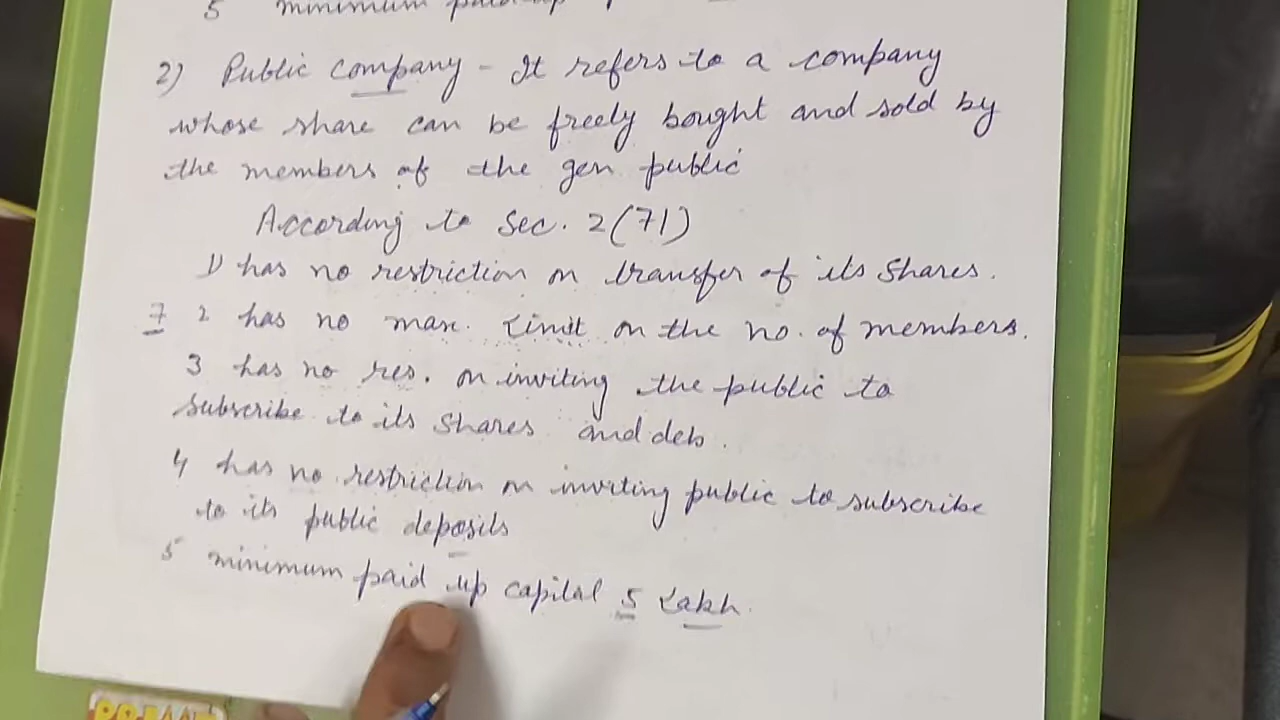 5 minimum paid up
2) Public company - It refers to a company
whose share can be freely bought and sold by
the members of the gen public
According to Sec. 2(71)
1) has no restriction on transfer of its Shares.
7 2 has no max. Limit on the no. of members.
3 has no res. on inviting the public to
subscribe to its Shares and deb.
4 has no restriction on inviting public to subscribe
to its public deposits
5 minimum paid up capital 5 Lakh.